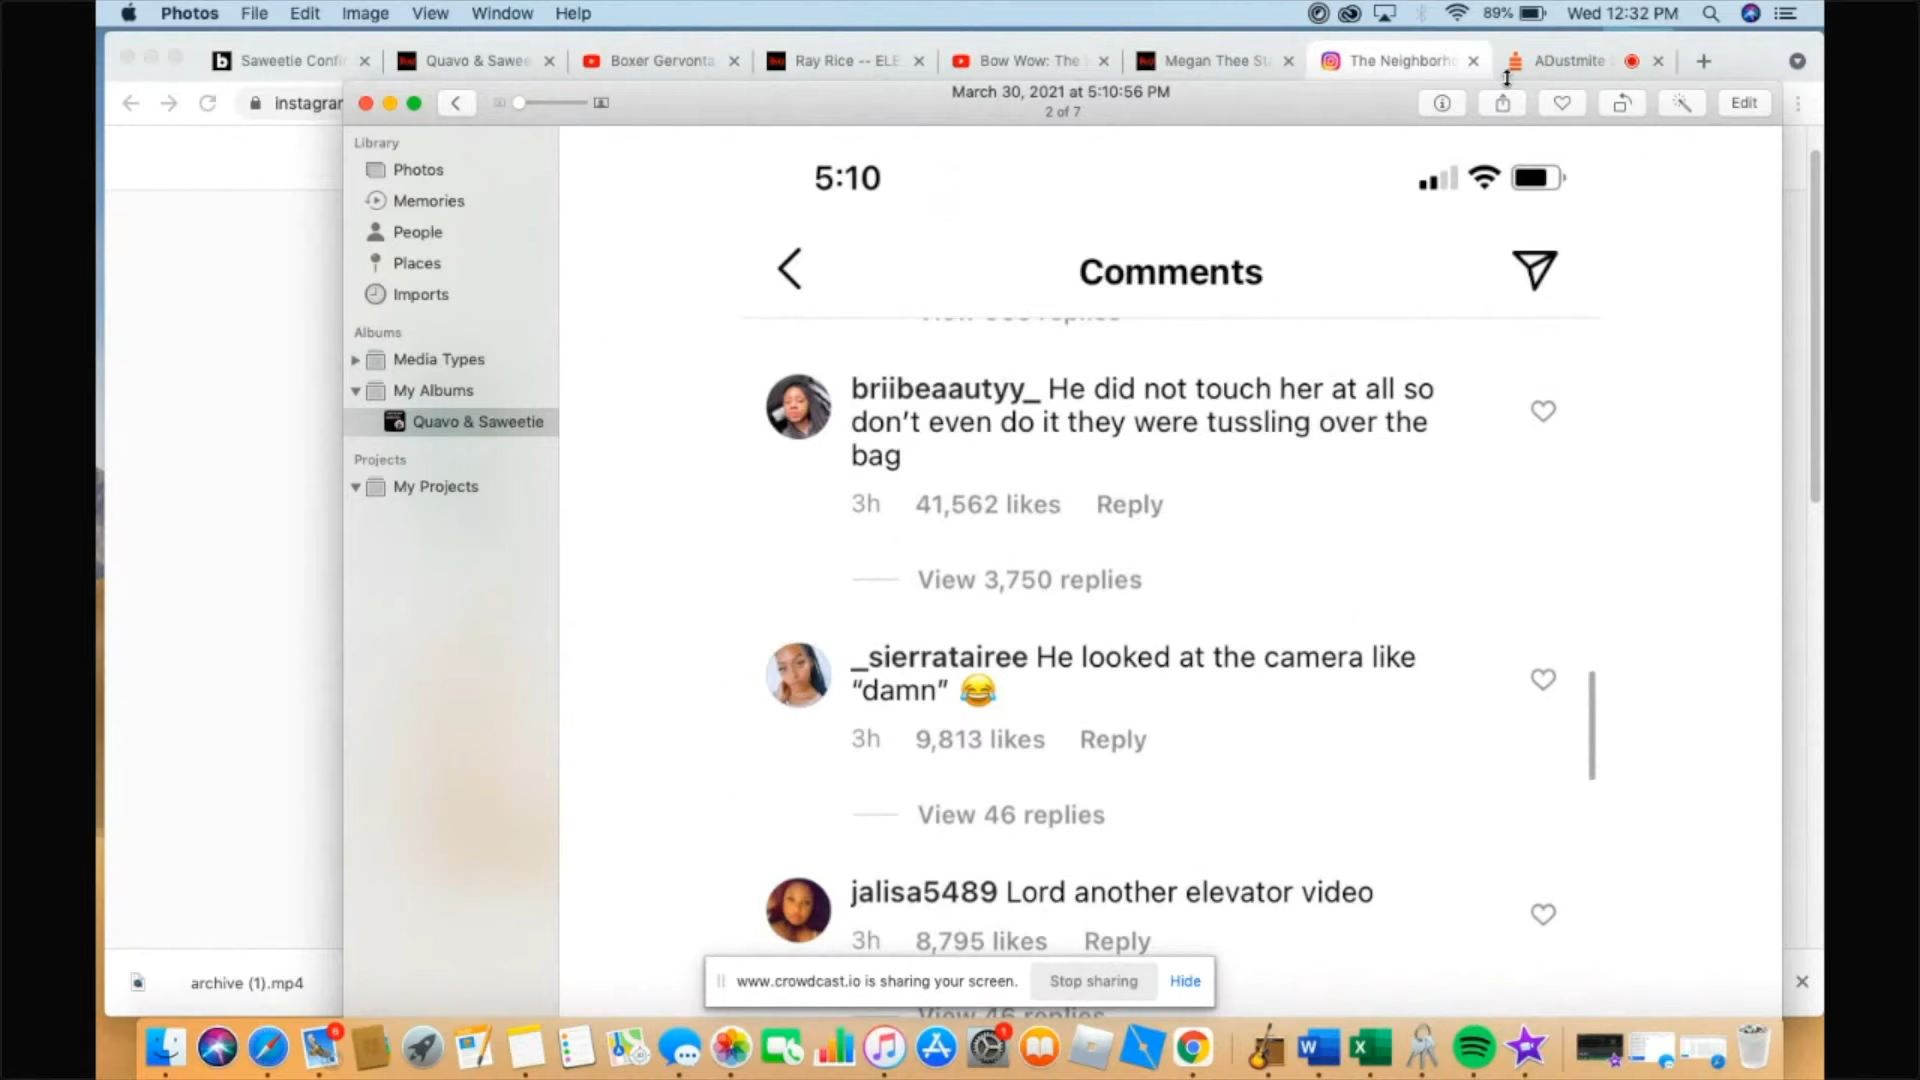 Photos File Edit Image View Window Help 89% Wed 12:32 PM
Saweetie Confi Quavo & Sawee Boxer Gervonta Ray Rice -- ELE Bow Wow: The Megan Thee St The Neighborho ADustmite
instagra March 30, 2021 at 5:10:56 PM Edit
2 of 7
Library
Photos
Memories
People
Places
Imports
Albums
Media Types
My Albums
Quavo & Saweetie
Projects
My Projects
5:10
Comments
briibeaautyy_ He did not touch her at all so
don’t even do it they were tussling over the
bag
3h 41,562 likes Reply
View 3,750 replies
_sierratairee He looked at the camera like
“damn” 😂
3h 9,813 likes Reply
View 46 replies
jalisa5489 Lord another elevator video
3h 8,795 likes Reply
archive (1).mp4
www.crowdcast.io is sharing your screen. Stop sharing Hide
View 46 replies